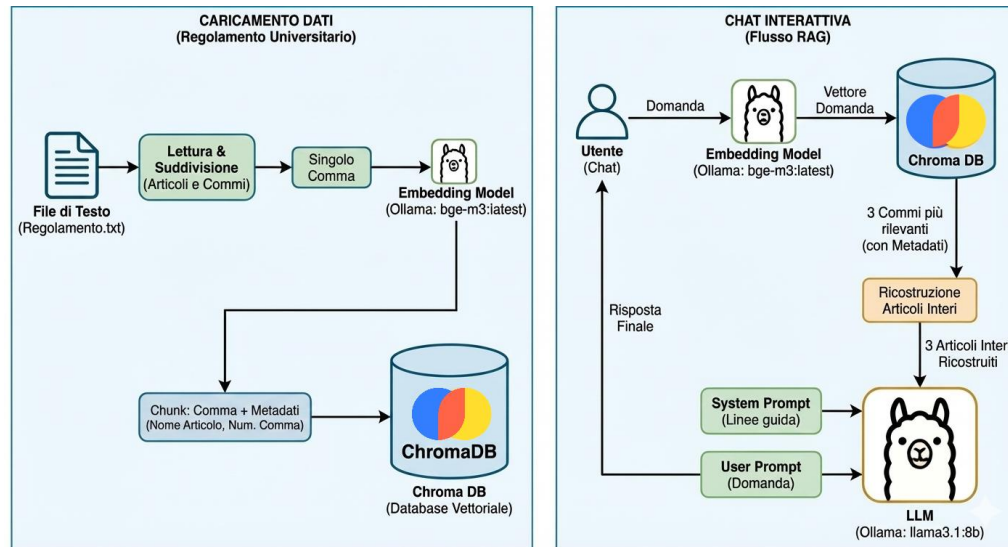 CARICAMENTO DATI
(Regolamento Universitario)
File di Testo
(Regolamento.txt)
Lettura &
Suddivisione
(Articoli e Commi)
Singolo
Comma
Embedding Model
(Ollama: bge-m3:iatest)
Chunk: Comma + Metadati
(Nome Articolo, Num. Comma)
ChromaDB
Chroma DB
(Database Vettoriale)
CHAT INTERATTIVA
(Flusso RAG)
Utente
(Chat)
Domanda
Embedding Model
(Ollama: bge-m3:latest)
Vettore
Domanda
Chroma DB
3 Commi più
rilevanti
(con Metadati)
Ricostruzione
Articoli Interi
3 Articoli Inter
Ricostruiti
Risposta
Finale
System Prompt
(Linee guida)
User Prompt
(Domanda)
LLM
(Ollama: llama3.1:8b)